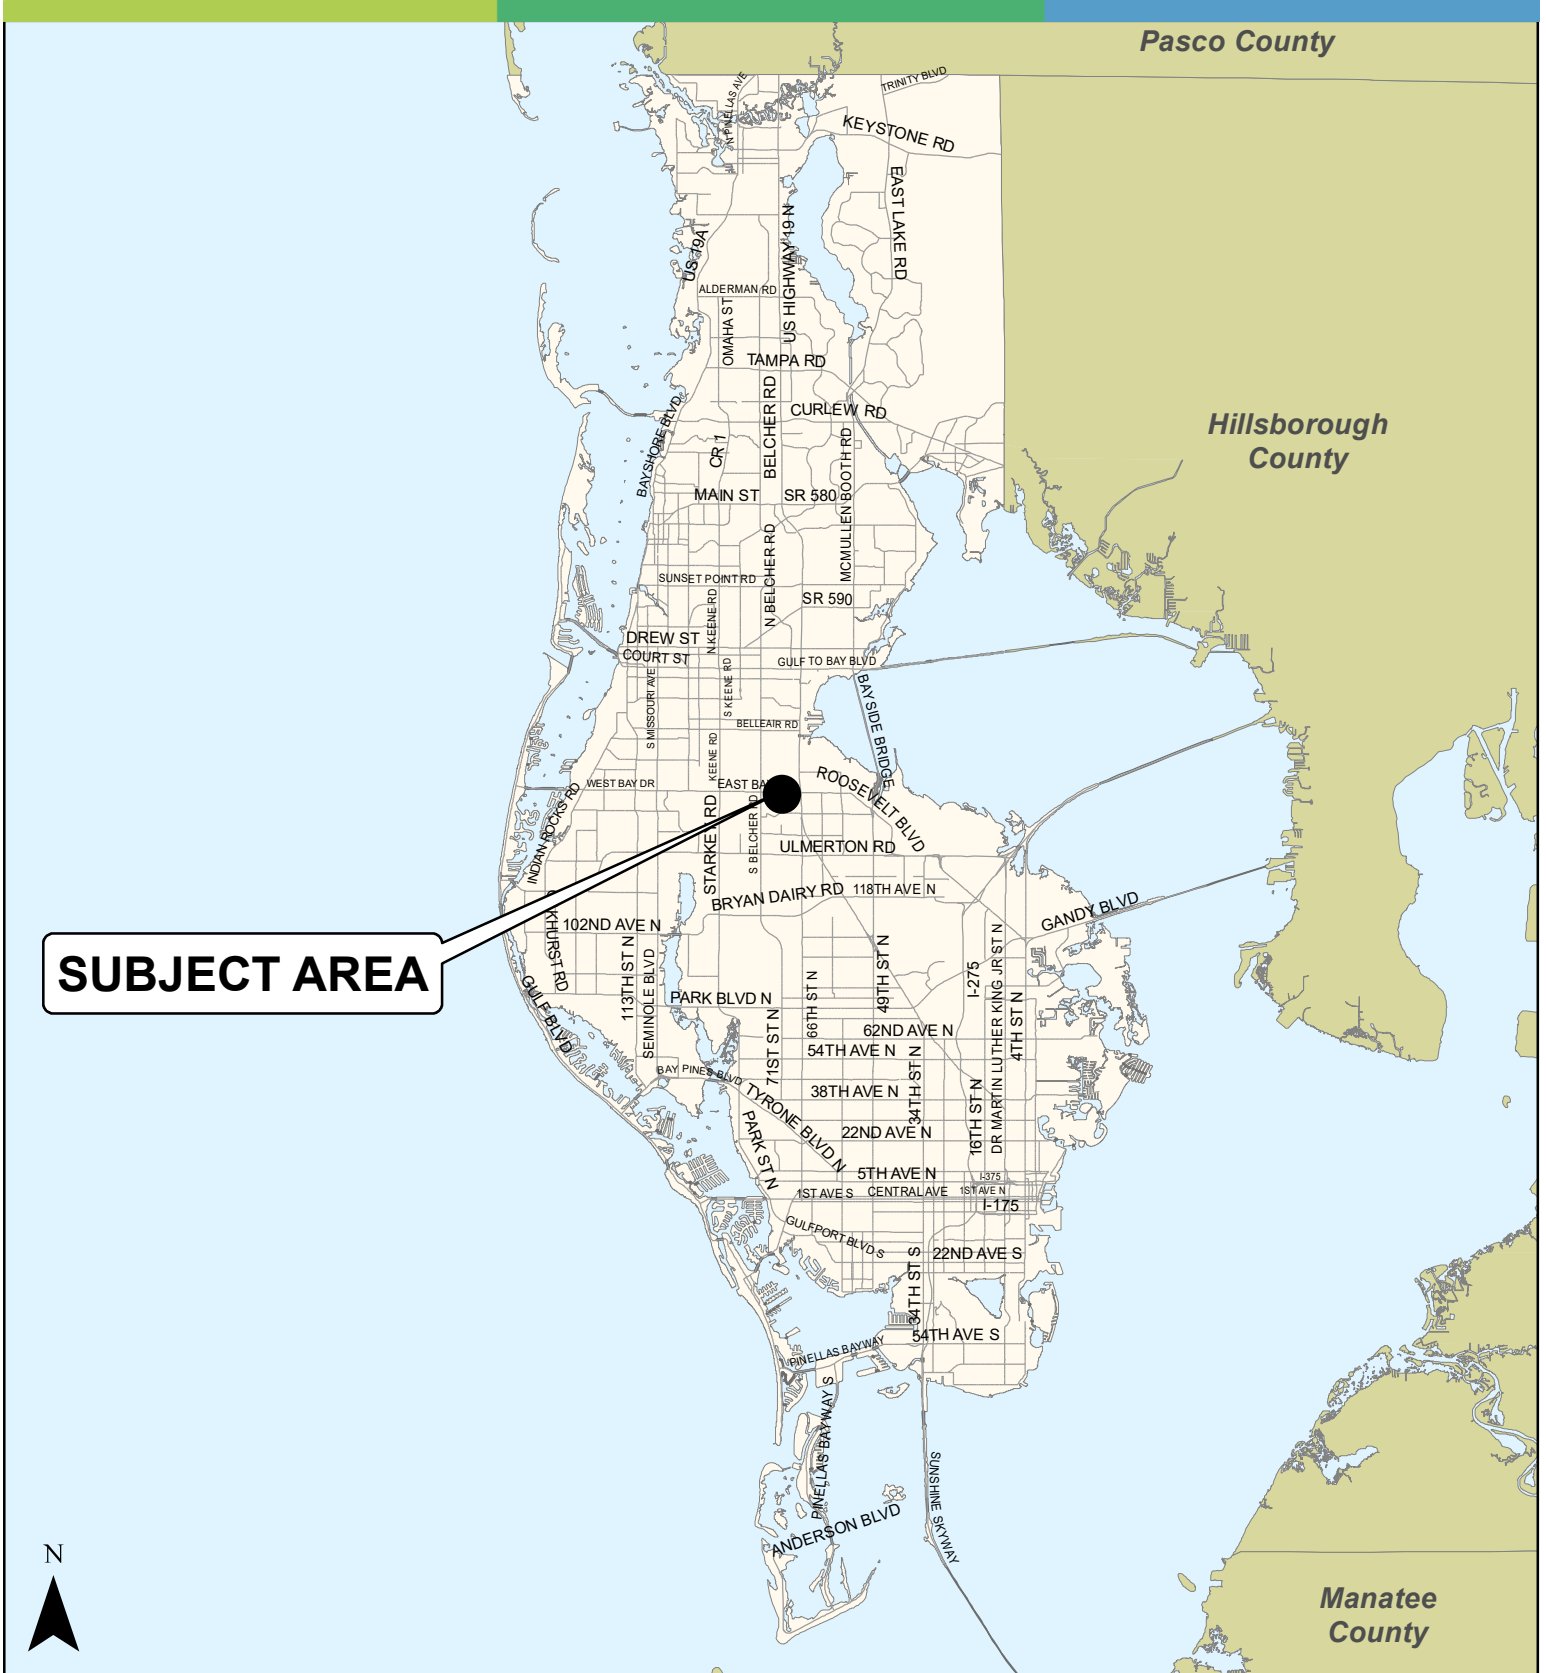 Pasco County
TRINITY BLVD
N PINELLAS AVE
KEYSTONE RD
EAST LAKE RD
US HIGHWAY 19 N
US 19A
ALDERMAN RD
OMAHA ST
TAMPA RD
BELCHER RD
CURLEW RD
BAYSHORE BLVD
CR 1
MCMULLEN BOOTH RD
Hillsborough
County
MAIN ST
SR 580
N BELCHER RD
SUNSET POINT RD
N KEENE RD
SR 590
DREW ST
COURT ST
GULF TO BAY BLVD
S MISSOURI AVE
S KEENE RD
BAYSIDE BRIDGE
BELLEAIR RD
KEENE RD
WEST BAY DR
EAST BA
ROOSEVELT BLVD
INDIAN ROCKS RD
STARKE RD
S BELCHER RD
ULMERTON RD
BRYAN DAIRY RD
118TH AVE N
GANDY BLVD
KHURST RD
102ND AVE N
SUBJECT AREA
113TH ST N
SEMINOLE BLVD
49TH ST N
I-275
DR MARTIN LUTHER KING JR ST N
GULF BLVD
PARK BLVD N
66TH ST N
4TH ST N
71ST ST N
62ND AVE N
54TH AVE N
34TH ST N
BAY PINES BLVD
TYRONE BLVD N
38TH AVE N
16TH ST N
PARK ST N
22ND AVE N
5TH AVE N
I-375
1ST AVE S
CENTRAL AVE
1ST AVE N
I-175
GULFPORT BLVD S
34TH ST S
22ND AVE S
54TH AVE S
PINELLAS BAYWAY
PINELLAS BAYWAY S
SUNSHINE SKYWAY
ANDERSON BLVD
N
Manatee
County